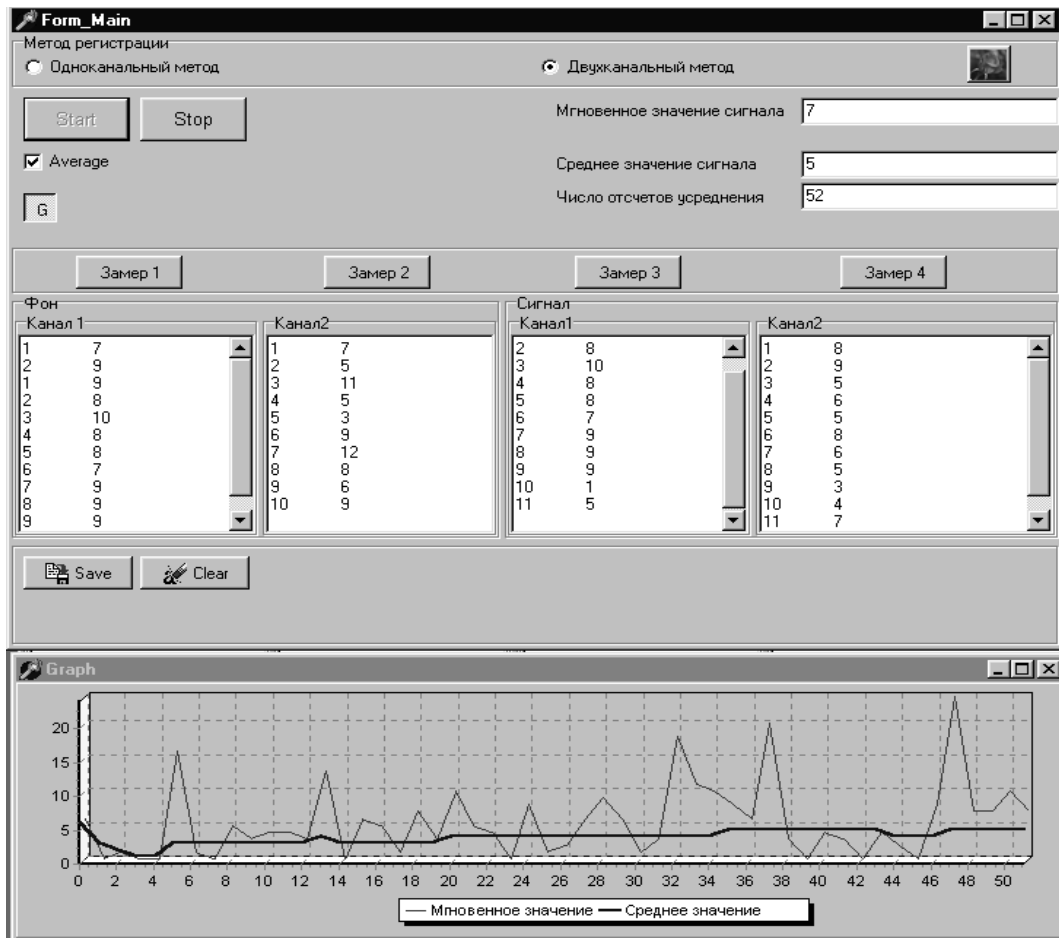 Form_Main
Метод регистрации
Одноканальный метод Двухканальный метод
Start Stop Мгновенное значение сигнала 7
Average Среднее значение сигнала 5
G Число отсчетов усреднения 52
Замер 1 Замер 2 Замер 3 Замер 4
Фон Сигнал
Канал 1 Канал2 Канал1 Канал2
1 7 1 7 2 8 1 8
2 9 2 5 3 10 2 9
1 9 3 11 4 8 3 5
2 8 4 5 5 8 4 6
3 10 5 3 6 7 5 5
4 8 6 9 7 9 6 8
5 8 7 12 8 9 7 6
6 7 8 8 9 9 8 5
7 9 9 6 10 1 9 3
8 9 10 9 11 5 10 4
9 9 11 7
Save Clear
Graph
20
15
10
5
0
0 2 4 6 8 10 12 14 16 18 20 22 24 26 28 30 32 34 36 38 40 42 44 46 48 50
Мгновенное значение Среднее значение